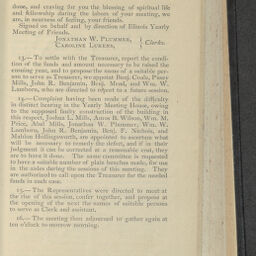 done, and craving for you the blessing of spiritual life
and fellowship during the labors of your meeting, we
are, in nearness of feeling, your friends.
Signed on behalf and by direction of Illinois Yearly
Meeting of Friends.
JONATHAN W. PLUMMER,
CAROLINE LUKENS, } Clerks.
13.—To settle with the Treasurer, report the condition
of the funds and amount necessary to be raised the
ensuing year, and to propose the name of a suitable person
to serve as Treasurer, we appoint Benj. Coale, Pusey
Mills, John R. Benjamin, Benj. Mock, and John W.
Lamborn, who are directed to report to a future session.
14.—Complaint having been made of the difficulty
in distinct hearing in the Yearly Meeting House, owing
to the supposed faulty construction of the house in
this respect, Joshua L. Mills, Amos B. Wilson, Wm. M.
Price, Abel Mills, Jonathan W. Plummer, Wm. W.
Lamborn, John R. Benjamin, Benj. F. Nichols, and
Mahlon Hollingsworth, are appointed to ascertain what
will be necessary to remedy the defect, and if in their
judgment it can be corrected at a reasonable cost, they
are to have it done. The same committee is requested
to have a suitable number of plain benches made, for use
in the aisles during the sessions of this meeting. They
are authorized to call upon the Treasurer for the needed
funds in each case.
15.—The Representatives were directed to meet at
the rise of this session, confer together, and propose at
the opening of the next the names of suitable persons
to serve as Clerk and assistant.
16.—The meeting then adjourned to gather again at
ten o'clock to-morrow morning.